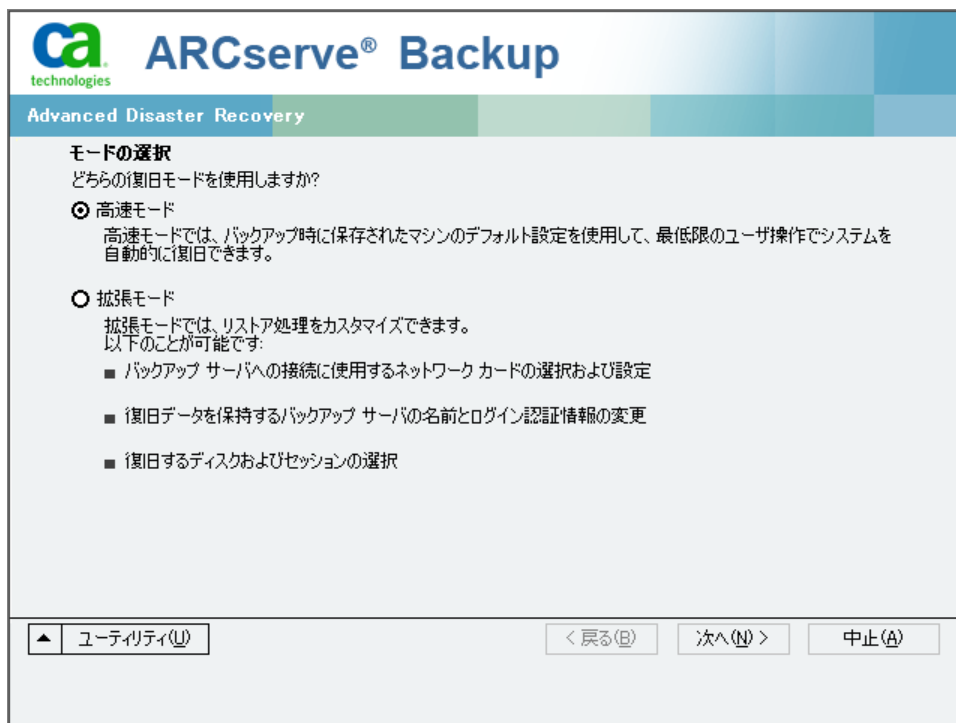 ca
technologies
ARCserve® Backup
Advanced Disaster Recovery
モードの選択
どちらの復旧モードを使用しますか?
高速モード
高速モードでは、バックアップ時に保存されたマシンのデフォルト設定を使用して、最低限のユーザ操作でシステムを
自動的に復旧できます。
拡張モード
拡張モードでは、リストア処理をカスタマイズできます。
以下のことが可能です:
■ バックアップ サーバへの接続に使用するネットワーク カードの選択および設定
■ 復旧データを保持するバックアップ サーバの名前とログイン認証情報の変更
■ 復旧するディスクおよびセッションの選択
▲ ユーティリティ(U) < 戻る(B) 次へ(N) > 中止(A)